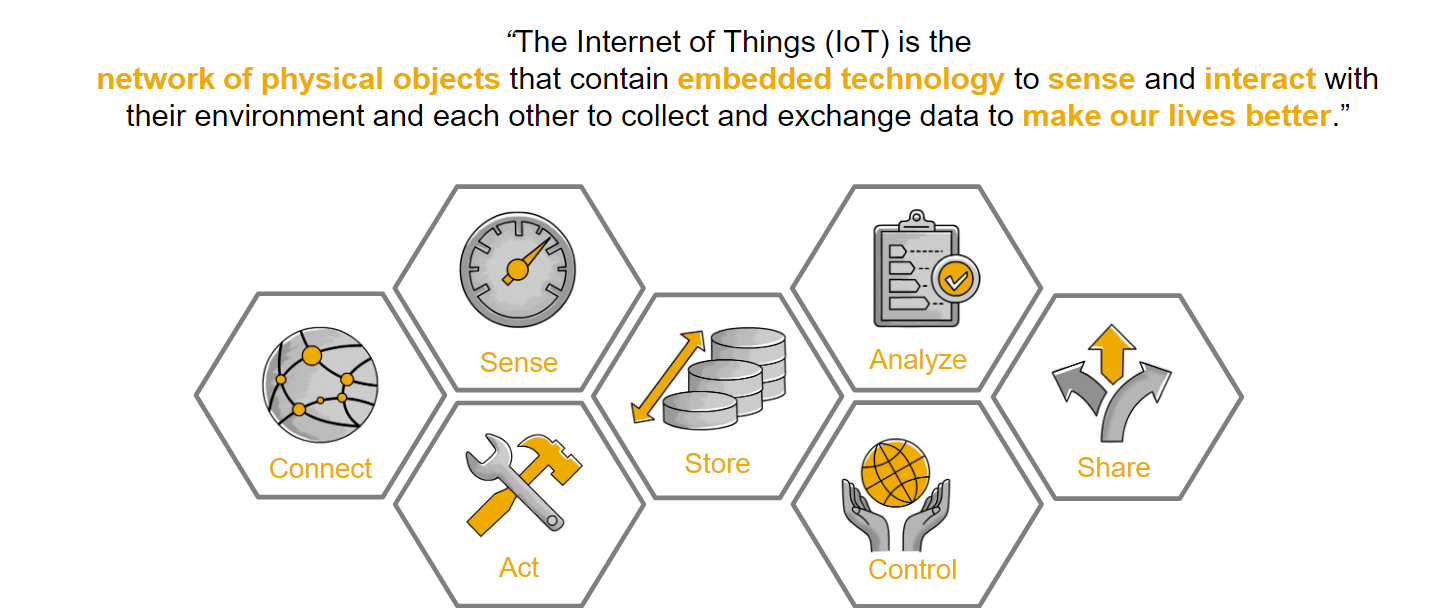 “The Internet of Things (IoT) is the
network of physical objects that contain embedded technology to sense and interact with
their environment and each other to collect and exchange data to make our lives better.”
Sense
Analyze
Connect
Store
Share
Act
Control